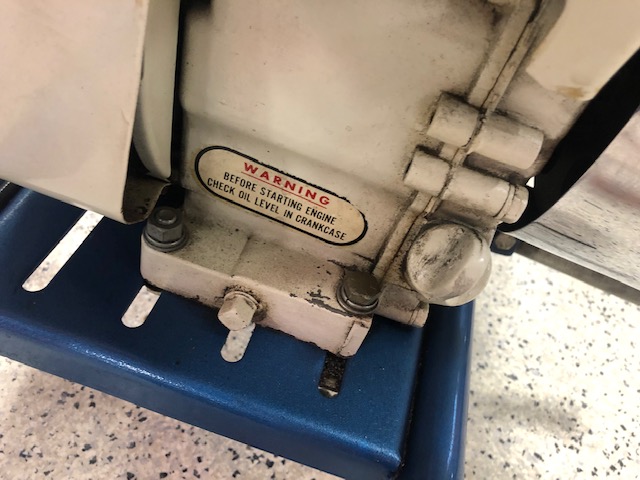 WARNING
BEFORE STARTING ENGINE
CHECK OIL LEVEL IN CRANKCASE